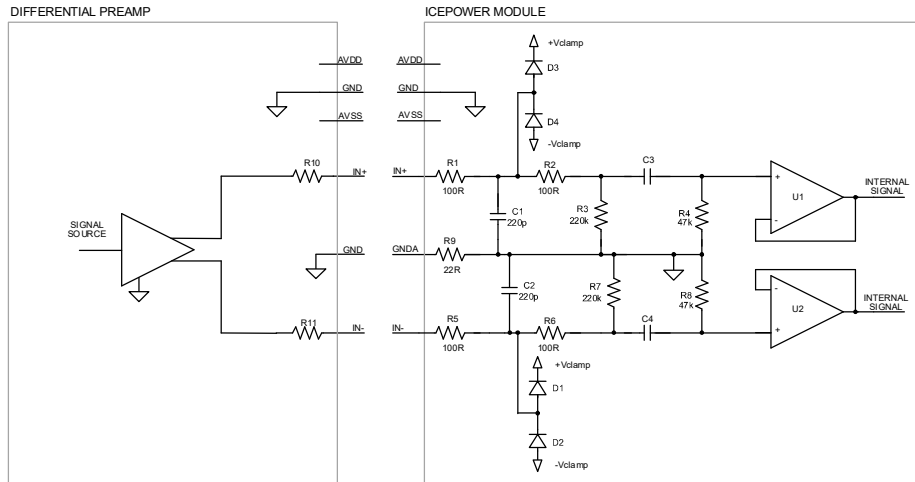 DIFFERENTIAL PREAMP
ICEPOWER MODULE
+Vclamp
D3
AVDD
AVDD
GND
GND
AVSS
AVSS
D4
-Vclamp
R10
IN+
IN+
R1
100R
R2
100R
C3
+
-
U1
INTERNAL
SIGNAL
C1
220p
R3
220k
R4
47k
SIGNAL
SOURCE
GND
GNDA
R9
22R
C2
220p
R7
220k
R8
47k
-
+
U2
INTERNAL
SIGNAL
R11
IN-
IN-
R5
100R
R6
100R
C4
+Vclamp
D1
D2
-Vclamp